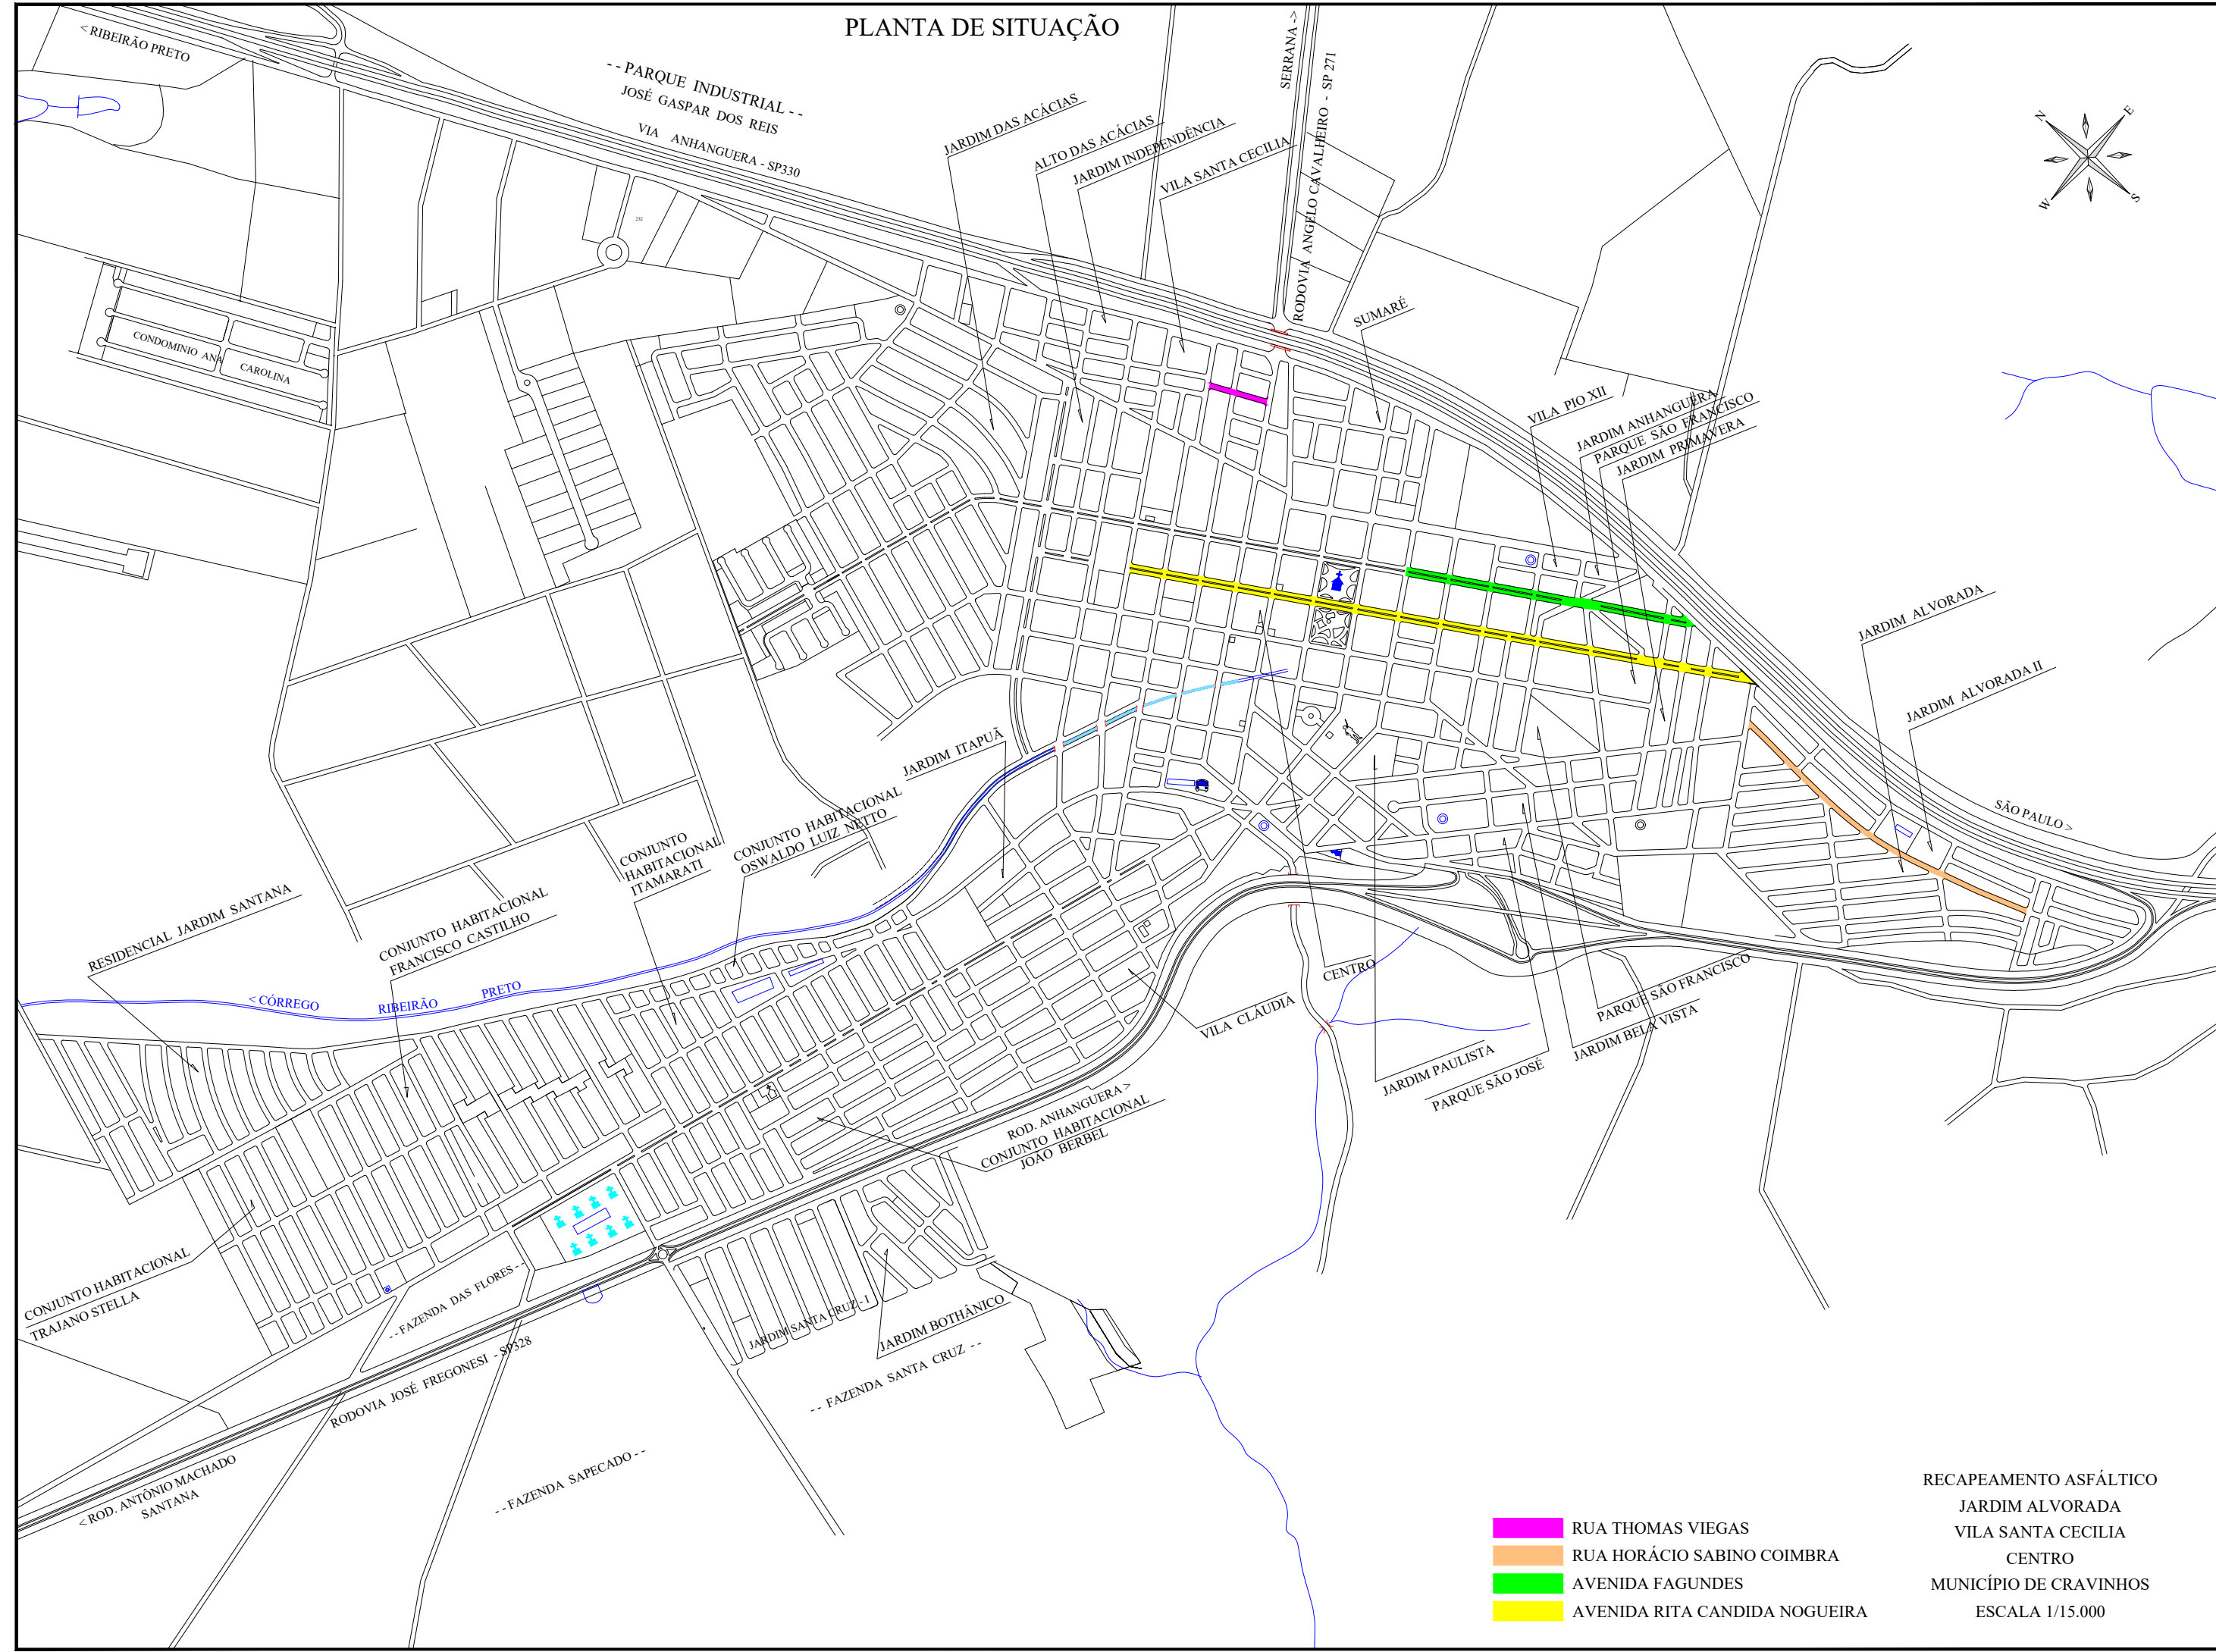 PLANTA DE SITUAÇÃO
< RIBEIRÃO PRETO
- - PARQUE INDUSTRIAL - -
JOSÉ GASPAR DOS REIS
VIA ANHANGUERA - SP330
SERRANA ->
RODOVIA ANGELO CAVALHEIRO - SP 271
N
E
W
S
JARDIM DAS ACÁCIAS
ALTO DAS ACÁCIAS
JARDIM INDEPENDÊNCIA
VILA SANTA CECILIA
232
SUMARÉ
CONDOMINIO ANA
CAROLINA
VILA PIO XII
JARDIM ANHANGUERA
PARQUE SÃO FRANCISCO
JARDIM PRIMAVERA
JARDIM ALVORADA
JARDIM ALVORADA II
SÃO PAULO >
JARDIM ITAPUÃ
CONJUNTO HABITACIONAL
OSWALDO LUIZ NETTO
CONJUNTO
HABITACIONAL
ITAMARATI
CONJUNTO HABITACIONAL
FRANCISCO CASTILHO
RESIDENCIAL JARDIM SANTANA
< CÓRREGO RIBEIRÃO PRETO
CENTRO
VILA CLÁUDIA
PARQUE SÃO FRANCISCO
JARDIM BELA VISTA
JARDIM PAULISTA
PARQUE SÃO JOSÉ
ROD. ANHANGUERA >
CONJUNTO HABITACIONAL
JOÃO BERBEL
CONJUNTO HABITACIONAL
TRAJANO STELLA
- - FAZENDA DAS FLORES - -
JARDIM SANTA CRUZ - I
JARDIM BOTHÂNICO
- - FAZENDA SANTA CRUZ - -
RODOVIA JOSÉ FREGONESI - SP328
< ROD. ANTÔNIO MACHADO
SANTANA
- - FAZENDA SAPECADO - -
RUA THOMAS VIEGAS
RUA HORÁCIO SABINO COIMBRA
AVENIDA FAGUNDES
AVENIDA RITA CANDIDA NOGUEIRA
RECAPEAMENTO ASFÁLTICO
JARDIM ALVORADA
VILA SANTA CECILIA
CENTRO
MUNICÍPIO DE CRAVINHOS
ESCALA 1/15.000